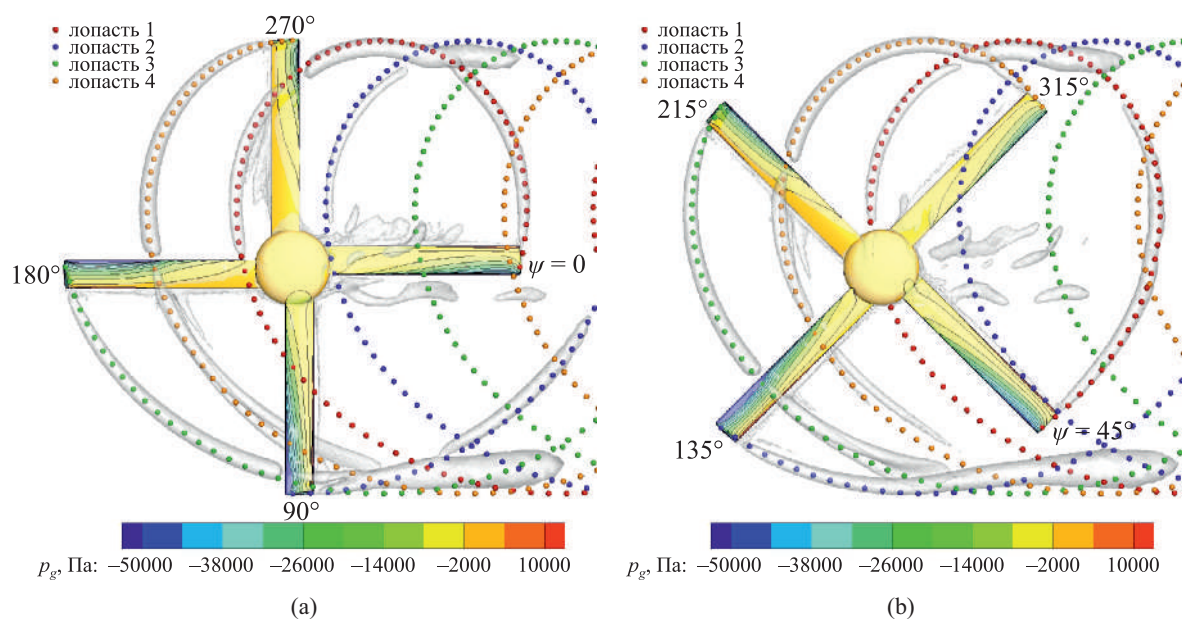 лопасть 1
лопасть 2
лопасть 3
лопасть 4
270°
180°
ψ = 0
90°
pg, Па: –50000 –38000 –26000 –14000 –2000 10000
(a)
лопасть 1
лопасть 2
лопасть 3
лопасть 4
215°
315°
135°
ψ = 45°
pg, Па: –50000 –38000 –26000 –14000 –2000 10000
(b)